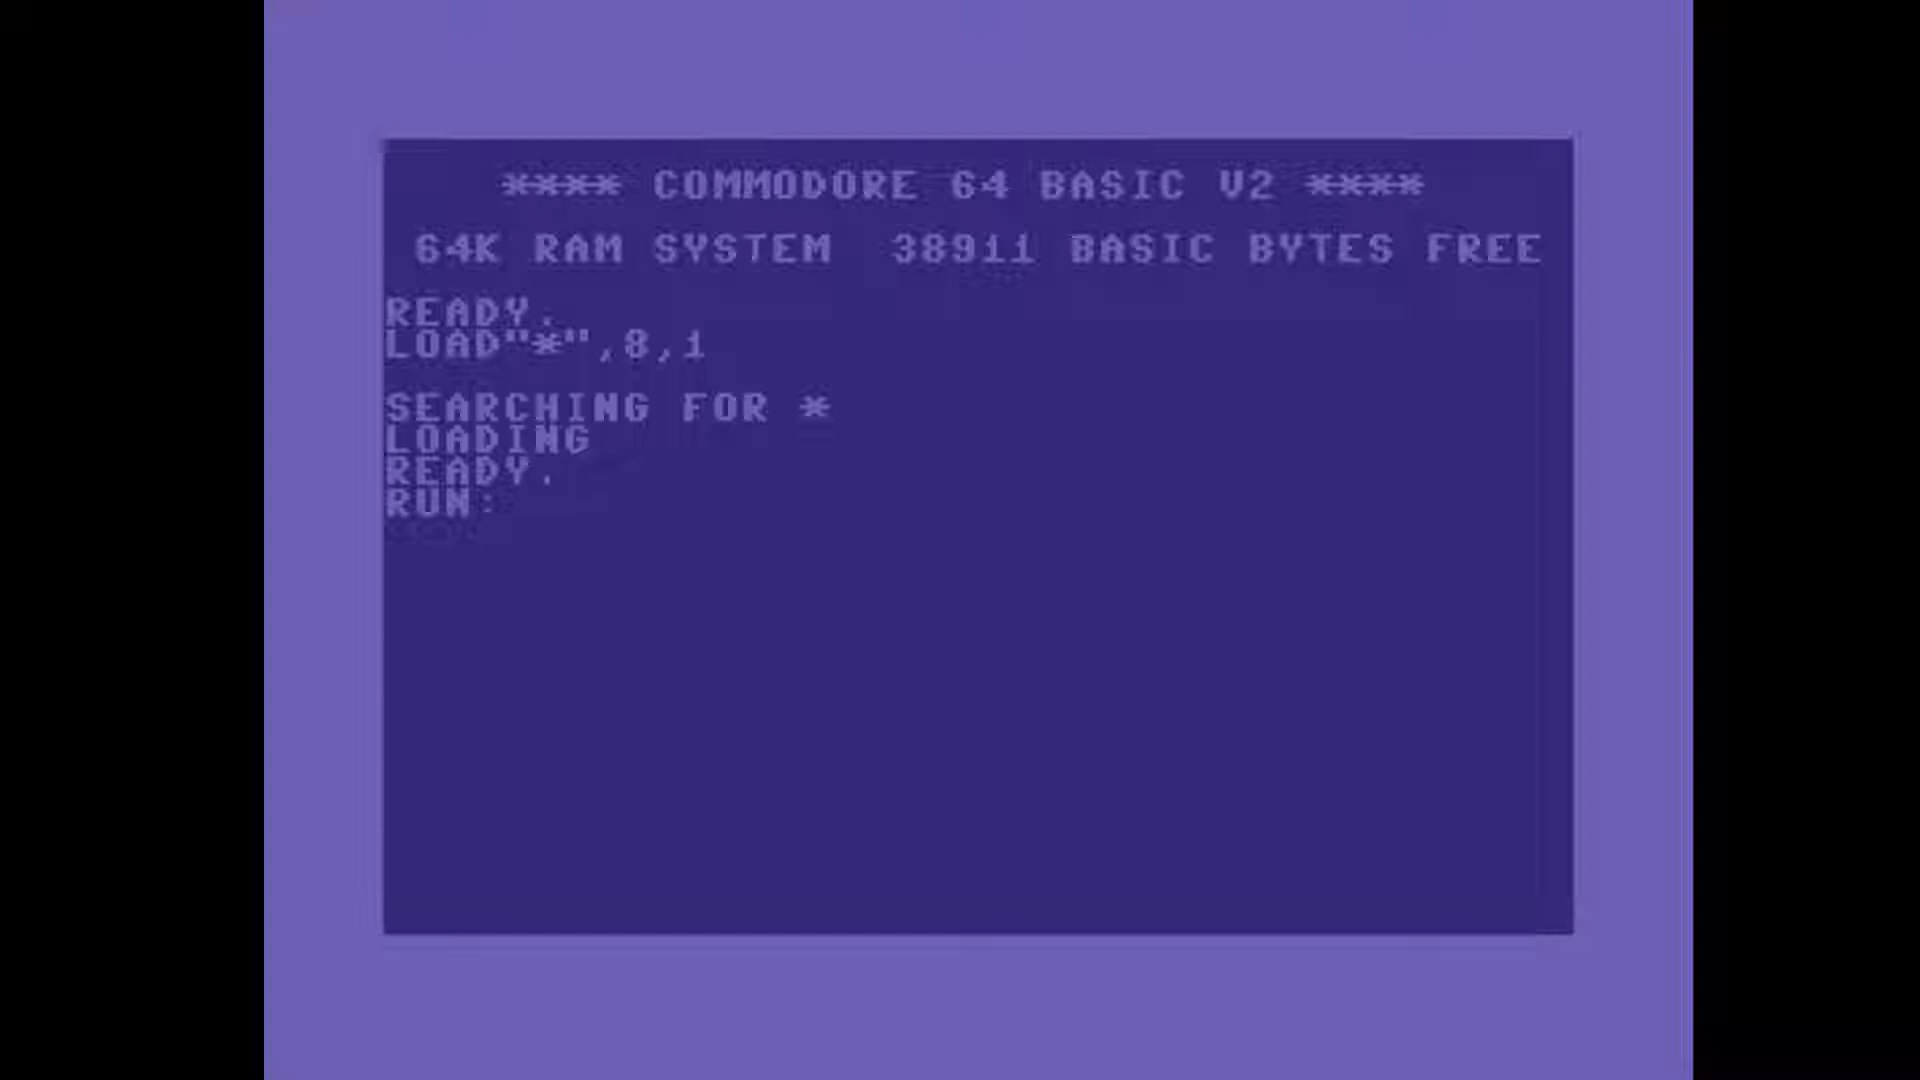 **** COMMODORE 64 BASIC V2 ****
64K RAM SYSTEM  38911 BASIC BYTES FREE
READY.
LOAD"*",8,1
SEARCHING FOR *
LOADING
READY.
RUN: